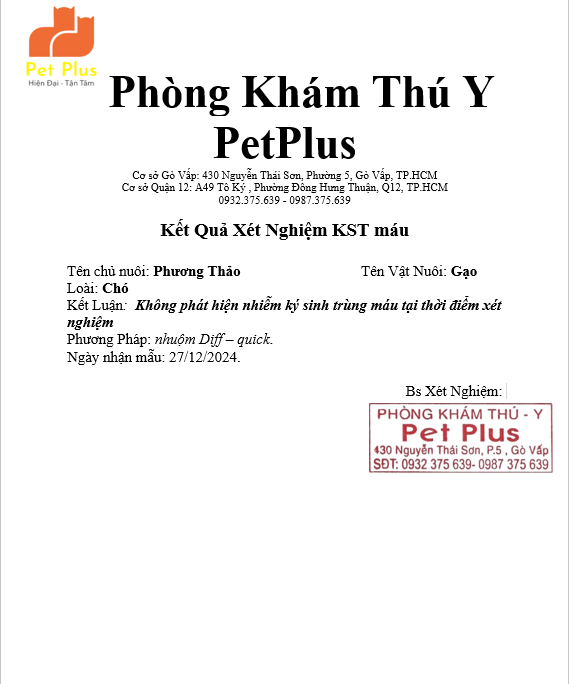 Pet Plus
Hiện Đại - Tận Tâm
Phòng Khám Thú Y
PetPlus
Cơ sở Gò Vấp: 430 Nguyễn Thái Sơn, Phường 5, Gò Vấp, TP.HCM
Cơ sở Quận 12: A49 Tô Ký , Phường Đông Hưng Thuận, Q12, TP.HCM
0932.375.639 - 0987.375.639
Kết Quả Xét Nghiệm KST máu
Tên chủ nuôi: Phương Thảo Tên Vật Nuôi: Gạo
Loài: Chó
Kết Luận: Không phát hiện nhiễm ký sinh trùng máu tại thời điểm xét
nghiệm
Phương Pháp: nhuộm Diff – quick.
Ngày nhận mẫu: 27/12/2024.
Bs Xét Nghiệm:
PHÒNG KHÁM THÚ - Y
Pet Plus
430 Nguyễn Thái Sơn, P.5 , Gò Vấp
SĐT: 0932 375 639- 0987 375 639